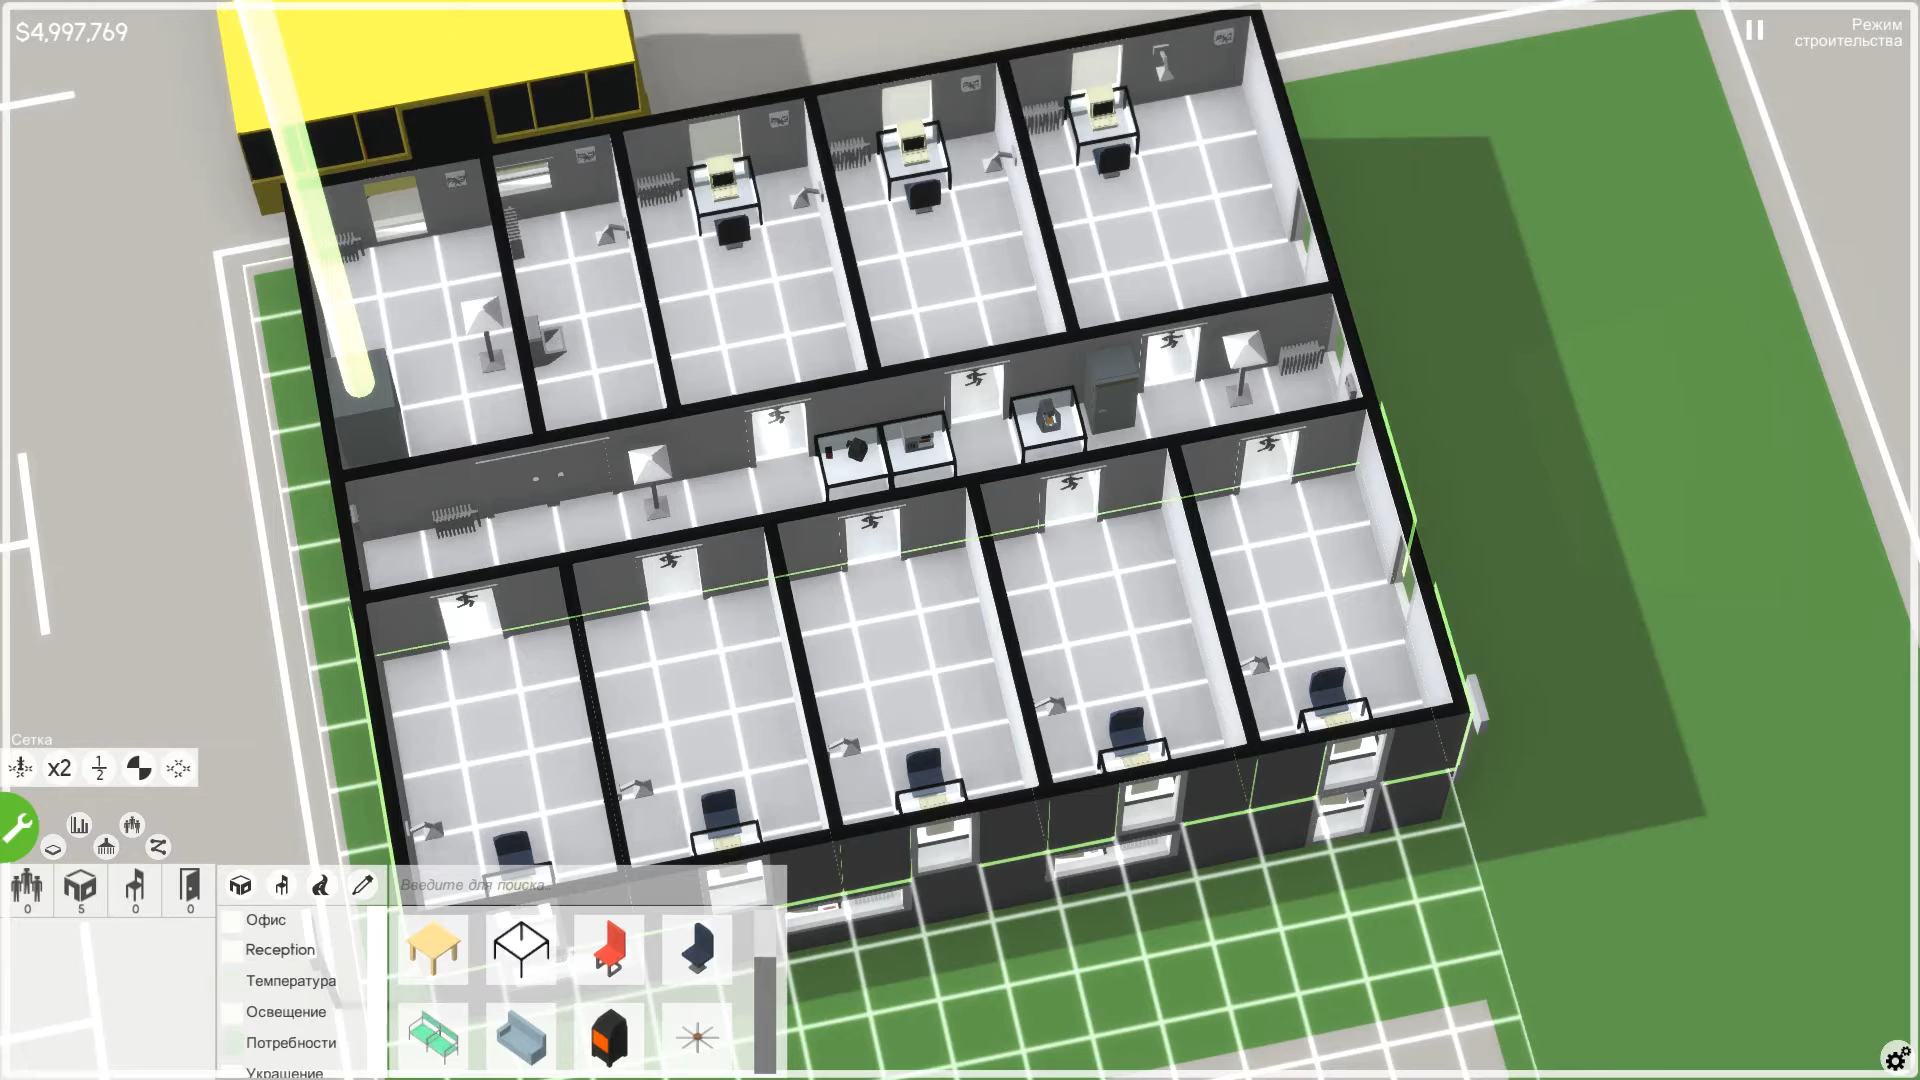 $4,997,769
Режим
строительства
Сетка
x2
1
2
0
5
0
0
Введите для поиска...
Офис
Reception
Температура
Освещение
Потребности
Украшение